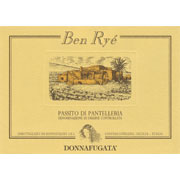 Ben Ryé
PASSITO DI PANTELLERIA
DENOMINAZIONE DI ORIGINE CONTROLLATA
DONNAFUGATA